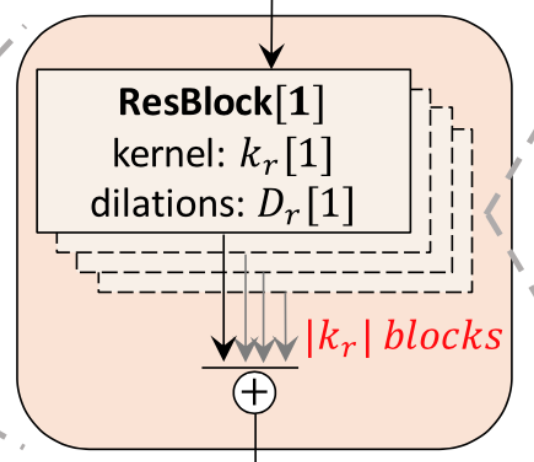 ResBlock[1]
kernel: k_r[1]
dilations: D_r[1]
|k_r| blocks
+